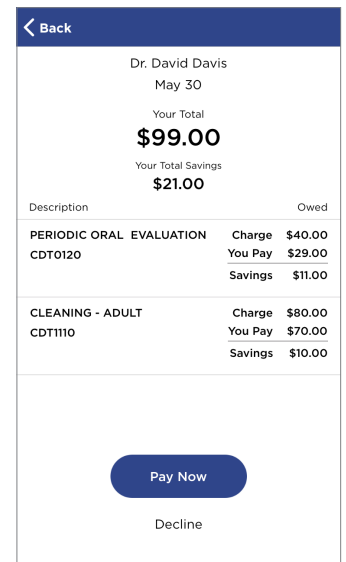 Back
Dr. David Davis
May 30
Your Total
$99.00
Your Total Savings
$21.00
Description Owed
PERIODIC ORAL EVALUATION Charge $40.00
CDT0120 You Pay $29.00
Savings $11.00
CLEANING - ADULT Charge $80.00
CDT1110 You Pay $70.00
Savings $10.00
Pay Now
Decline